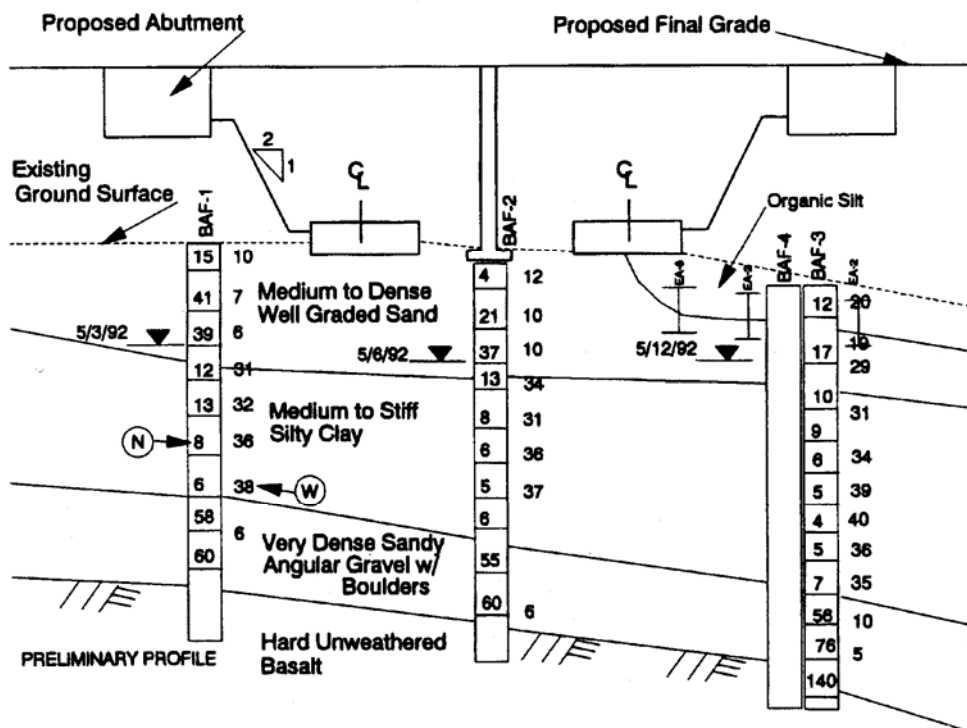 Proposed Abutment
Proposed Final Grade
2
1
Existing
Ground Surface
BAF-1
CL
BAF-2
CL
Organic Silt
BAF-4
BAF-3
EA-2
15 10
41 7
39 6
12 31
13 32
8 36
6 38
58
6
60
N
W
Medium to Dense
Well Graded Sand
5/3/92
5/6/92
5/12/92
4 12
21 10
37 10
13 34
8 31
6 36
5 37
6
55
60 6
Medium to Stiff
Silty Clay
Very Dense Sandy
Angular Gravel w/
Boulders
Hard Unweathered
Basalt
12 20
17 19
29
10 31
9
6 34
5 39
4 40
5 36
7 35
56 10
76 5
140
PRELIMINARY PROFILE